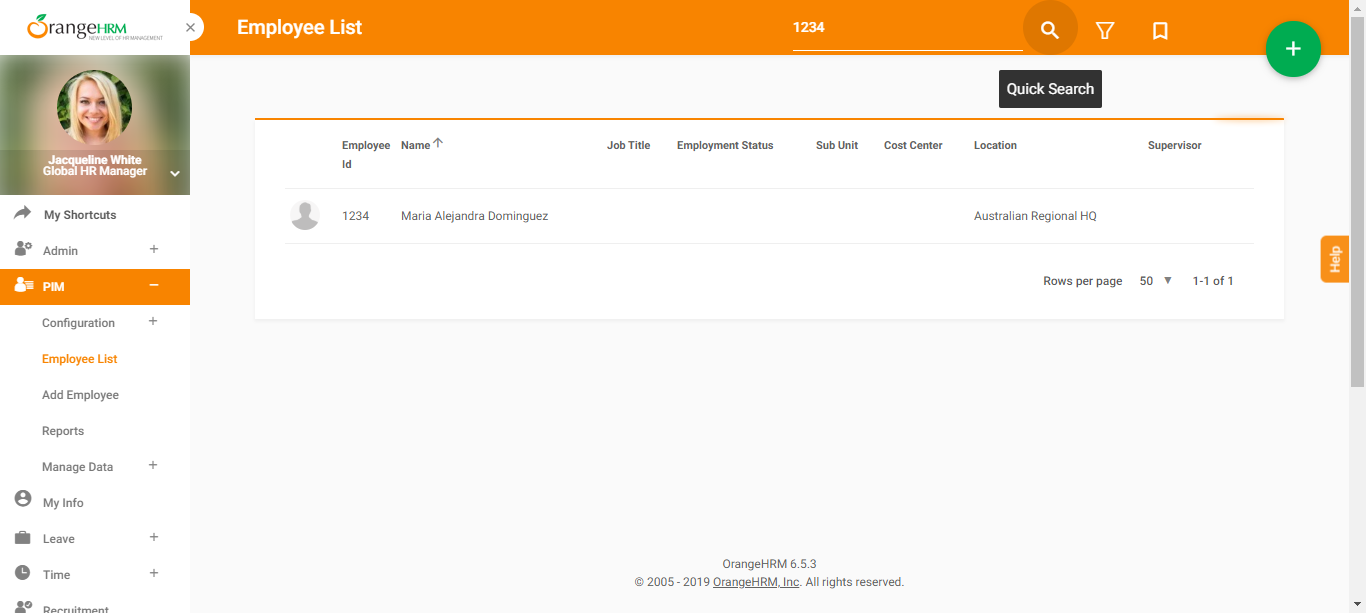 OrangeHRM
NEW LEVEL OF HR MANAGEMENT
Employee List
1234
Quick Search
Jacqueline White
Global HR Manager
My Shortcuts
Admin
PIM
Configuration
Employee List
Add Employee
Reports
Manage Data
My Info
Leave
Time
Recruitment
Employee Id Name Job Title Employment Status Sub Unit Cost Center Location Supervisor
1234 Maria Alejandra Dominguez Australian Regional HQ
Rows per page 50 1-1 of 1
Help
OrangeHRM 6.5.3
© 2005 - 2019 OrangeHRM, Inc. All rights reserved.